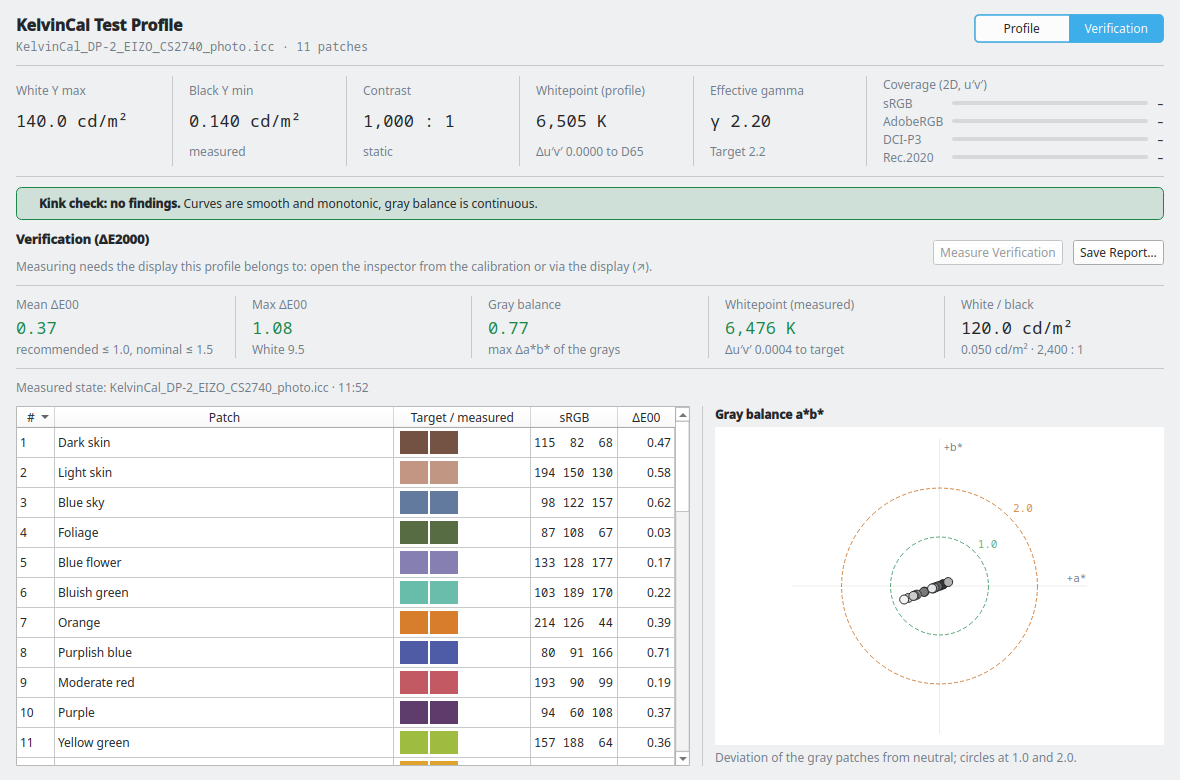 KelvinCal Test Profile
KelvinCal_DP-2_EIZO_CS2740_photo.icc · 11 patches
Profile
Verification
White Y max
140.0 cd/m²
Black Y min
0.140 cd/m²
measured
Contrast
1,000 : 1
static
Whitepoint (profile)
6,505 K
Δu′v′ 0.0000 to D65
Effective gamma
γ 2.20
Target 2.2
Coverage (2D, u′v′)
sRGB –
AdobeRGB –
DCI-P3 –
Rec.2020 –
Kink check: no findings. Curves are smooth and monotonic, gray balance is continuous.
Verification (ΔE2000)
Measuring needs the display this profile belongs to: open the inspector from the calibration or via the display (↗).
Measure Verification
Save Report...
Mean ΔE00
0.37
recommended ≤ 1.0, nominal ≤ 1.5
Max ΔE00
1.08
White 9.5
Gray balance
0.77
max Δa*b* of the grays
Whitepoint (measured)
6,476 K
Δu′v′ 0.0004 to target
White / black
120.0 cd/m²
0.050 cd/m² · 2,400 : 1
Measured state: KelvinCal_DP-2_EIZO_CS2740_photo.icc · 11:52
# Patch Target / measured sRGB ΔE00
1 Dark skin 115 82 68 0.47
2 Light skin 194 150 130 0.58
3 Blue sky 98 122 157 0.62
4 Foliage 87 108 67 0.03
5 Blue flower 133 128 177 0.17
6 Bluish green 103 189 170 0.22
7 Orange 214 126 44 0.39
8 Purplish blue 80 91 166 0.71
9 Moderate red 193 90 99 0.19
10 Purple 94 60 108 0.37
11 Yellow green 157 188 64 0.36
Gray balance a*b*
+b*
2.0
1.0
+a*
Deviation of the gray patches from neutral; circles at 1.0 and 2.0.